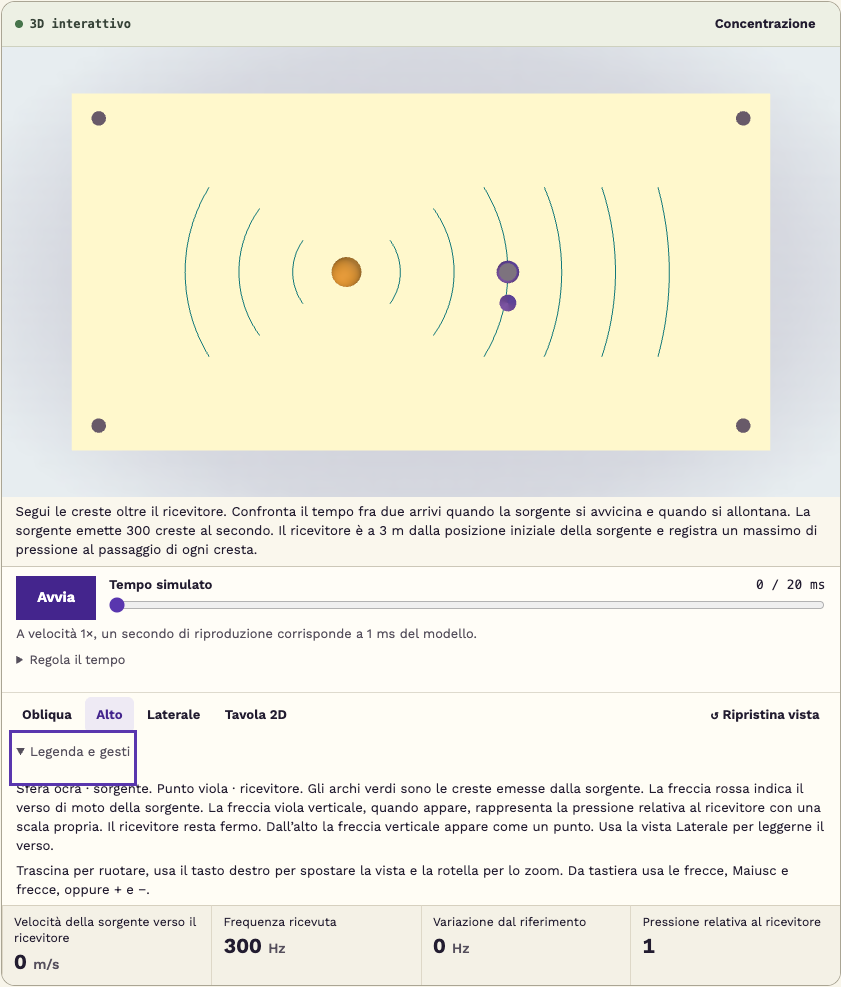 3D interattivo
Concentrazione
Segui le creste oltre il ricevitore. Confronta il tempo fra due arrivi quando la sorgente si avvicina e quando si allontana. La
sorgente emette 300 creste al secondo. Il ricevitore è a 3 m dalla posizione iniziale della sorgente e registra un massimo di
pressione al passaggio di ogni cresta.
Avvia
Tempo simulato
0 / 20 ms
A velocità 1×, un secondo di riproduzione corrisponde a 1 ms del modello.
▶ Regola il tempo
Obliqua
Alto
Laterale
Tavola 2D
↺ Ripristina vista
▼ Legenda e gesti
Sfera ocra · sorgente. Punto viola · ricevitore. Gli archi verdi sono le creste emesse dalla sorgente. La freccia rossa indica il
verso di moto della sorgente. La freccia viola verticale, quando appare, rappresenta la pressione relativa al ricevitore con una
scala propria. Il ricevitore resta fermo. Dall’alto la freccia verticale appare come un punto. Usa la vista Laterale per leggerne il
verso.
Trascina per ruotare, usa il tasto destro per spostare la vista e la rotella per lo zoom. Da tastiera usa le frecce, Maiusc e
frecce, oppure + e −.
Velocità della sorgente verso il
ricevitore
0 m/s
Frequenza ricevuta
300 Hz
Variazione dal riferimento
0 Hz
Pressione relativa al ricevitore
1